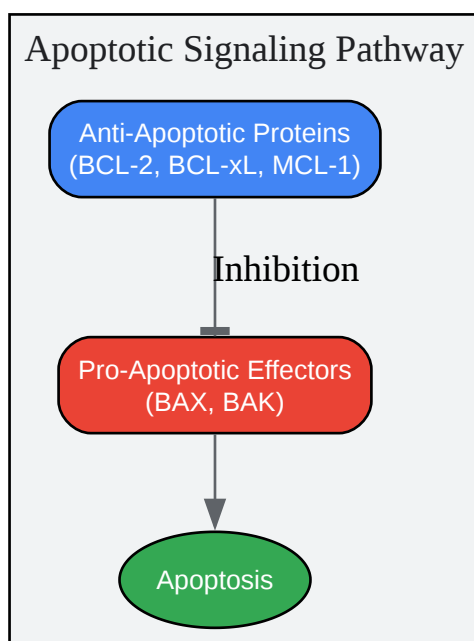 Apoptotic Signaling Pathway
Anti-Apoptotic Proteins
(BCL-2, BCL-xL, MCL-1)
Inhibition
Pro-Apoptotic Effectors
(BAX, BAK)
Apoptosis